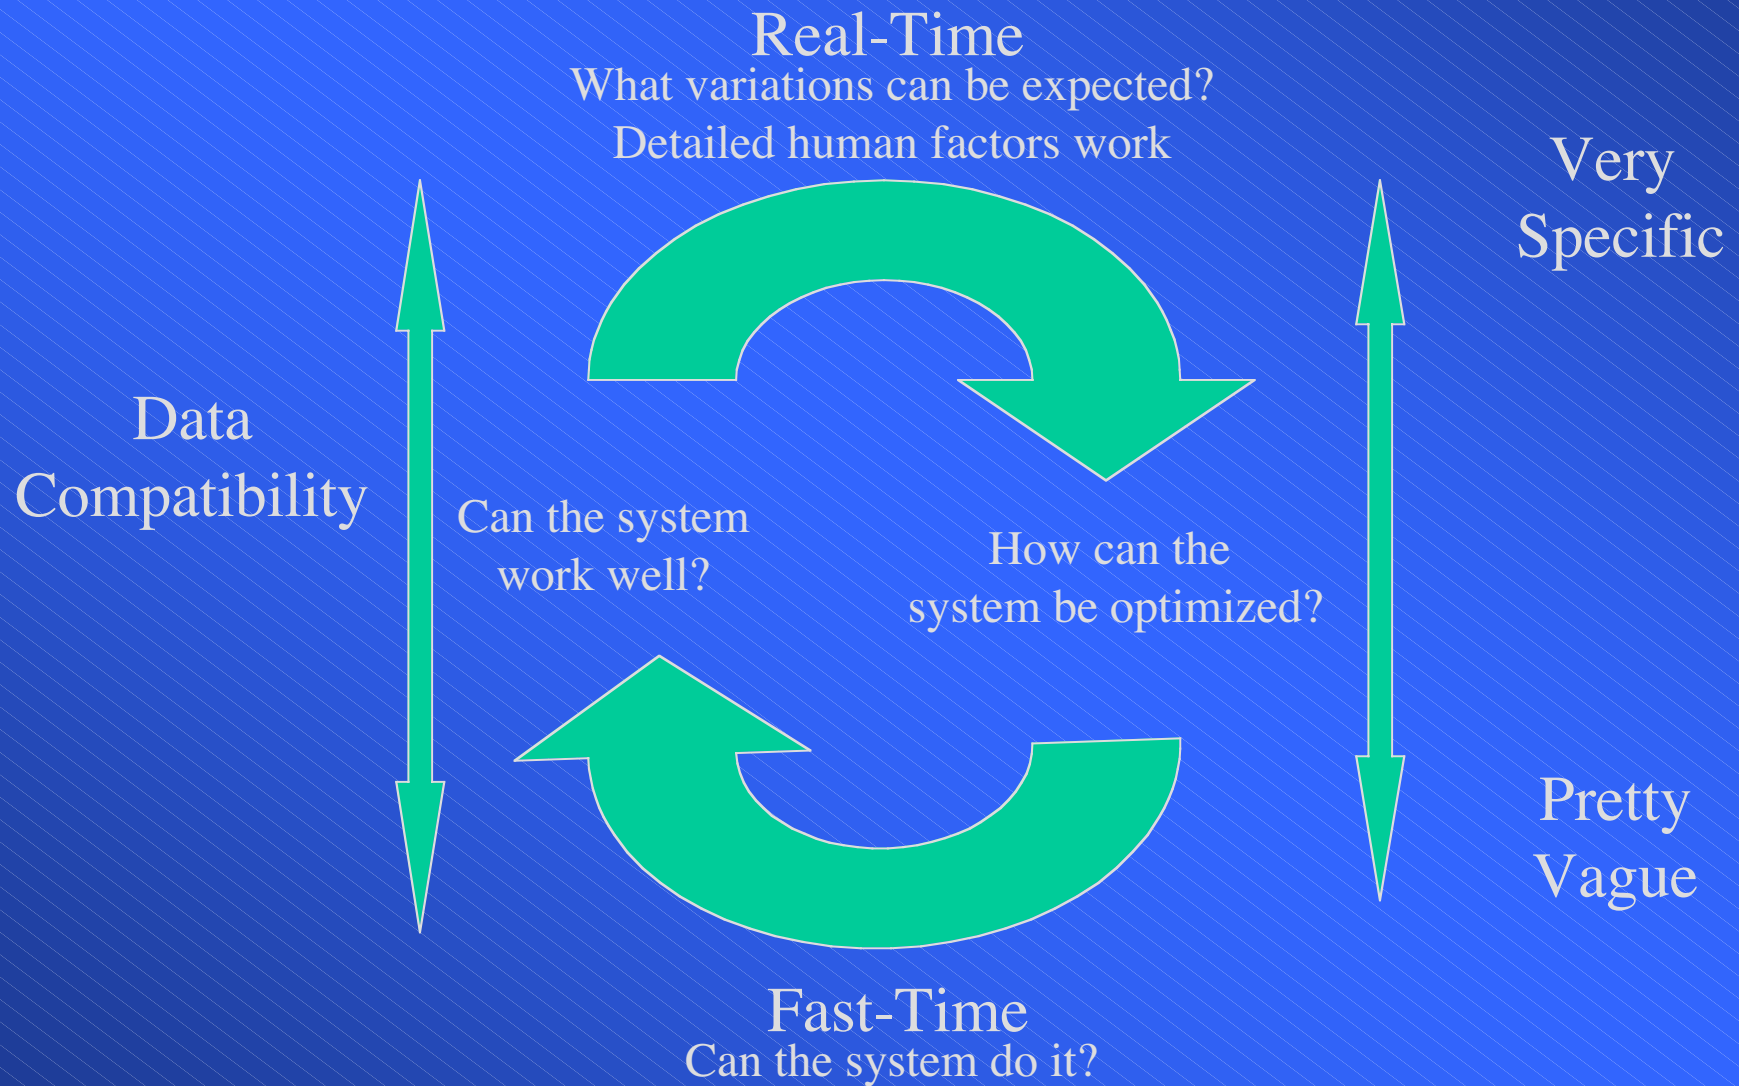 Real-Time
What variations can be expected?
Detailed human factors work
Very
Specific
Data
Compatibility
Can the system
work well?
How can the
system be optimized?
Pretty
Vague
Fast-Time
Can the system do it?